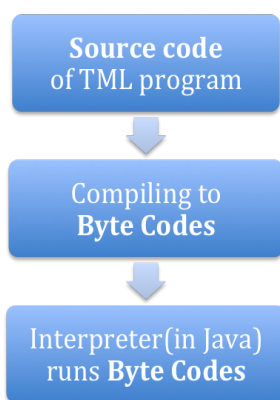 Source code
of TML program
Compiling to
Byte Codes
Interpreter(in Java)
runs Byte Codes